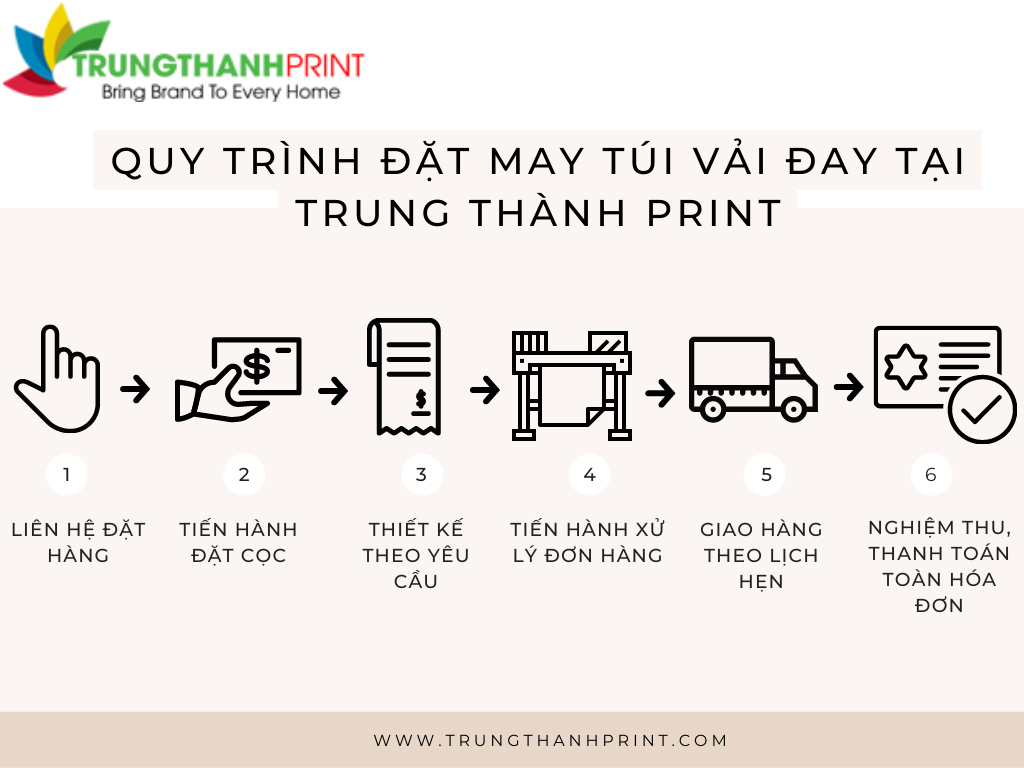 TRUNGTHANHPRINT
Bring Brand To Every Home
QUY TRÌNH ĐẶT MAY TÚI VẢI ĐAY TẠI
TRUNG THÀNH PRINT
$
$
1
LIÊN HỆ ĐẶT
HÀNG
2
TIẾN HÀNH
ĐẶT CỌC
3
THIẾT KẾ
THEO YÊU
CẦU
4
TIẾN HÀNH XỬ
LÝ ĐƠN HÀNG
5
GIAO HÀNG
THEO LỊCH
HẸN
6
NGHIỆM THU,
THANH TOÁN
TOÀN HÓA
ĐƠN
WWW.TRUNGTHANHPRINT.COM